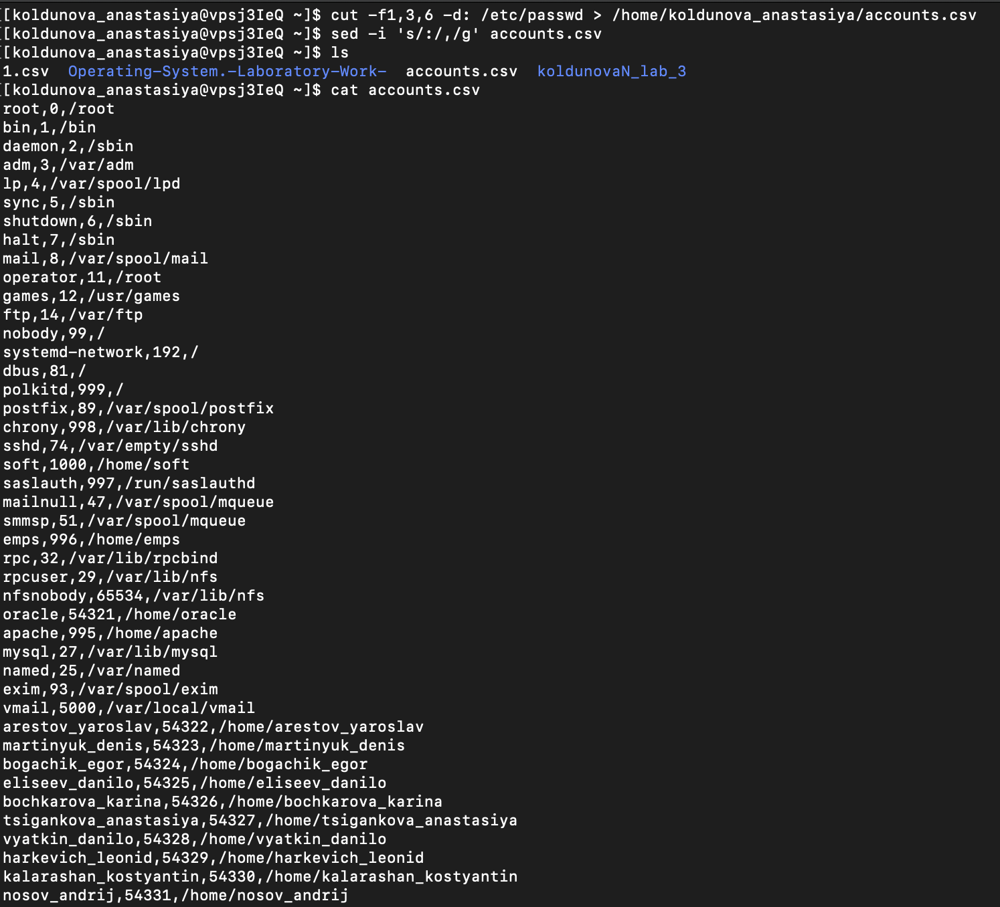 [[koldunova_anastasiya@vpsj3IeQ ~]$ cut -f1,3,6 -d: /etc/passwd > /home/koldunova_anastasiya/accounts.csv
[[koldunova_anastasiya@vpsj3IeQ ~]$ sed -i 's/:/,/g' accounts.csv
[[koldunova_anastasiya@vpsj3IeQ ~]$ ls
1.csv  Operating-System.-Laboratory-Work-  accounts.csv  koldunovaN_lab_3
[[koldunova_anastasiya@vpsj3IeQ ~]$ cat accounts.csv
root,0,/root
bin,1,/bin
daemon,2,/sbin
adm,3,/var/adm
lp,4,/var/spool/lpd
sync,5,/sbin
shutdown,6,/sbin
halt,7,/sbin
mail,8,/var/spool/mail
operator,11,/root
games,12,/usr/games
ftp,14,/var/ftp
nobody,99,/
systemd-network,192,/
dbus,81,/
polkitd,999,/
postfix,89,/var/spool/postfix
chrony,998,/var/lib/chrony
sshd,74,/var/empty/sshd
soft,1000,/home/soft
saslauth,997,/run/saslauthd
mailnull,47,/var/spool/mqueue
smmsp,51,/var/spool/mqueue
emps,996,/home/emps
rpc,32,/var/lib/rpcbind
rpcuser,29,/var/lib/nfs
nfsnobody,65534,/var/lib/nfs
oracle,54321,/home/oracle
apache,995,/home/apache
mysql,27,/var/lib/mysql
named,25,/var/named
exim,93,/var/spool/exim
vmail,5000,/var/local/vmail
arestov_yaroslav,54322,/home/arestov_yaroslav
martinyuk_denis,54323,/home/martinyuk_denis
bogachik_egor,54324,/home/bogachik_egor
eliseev_danilo,54325,/home/eliseev_danilo
bochkarova_karina,54326,/home/bochkarova_karina
tsigankova_anastasiya,54327,/home/tsigankova_anastasiya
vyatkin_danilo,54328,/home/vyatkin_danilo
harkevich_leonid,54329,/home/harkevich_leonid
kalarashan_kostyantin,54330,/home/kalarashan_kostyantin
nosov_andrij,54331,/home/nosov_andrij